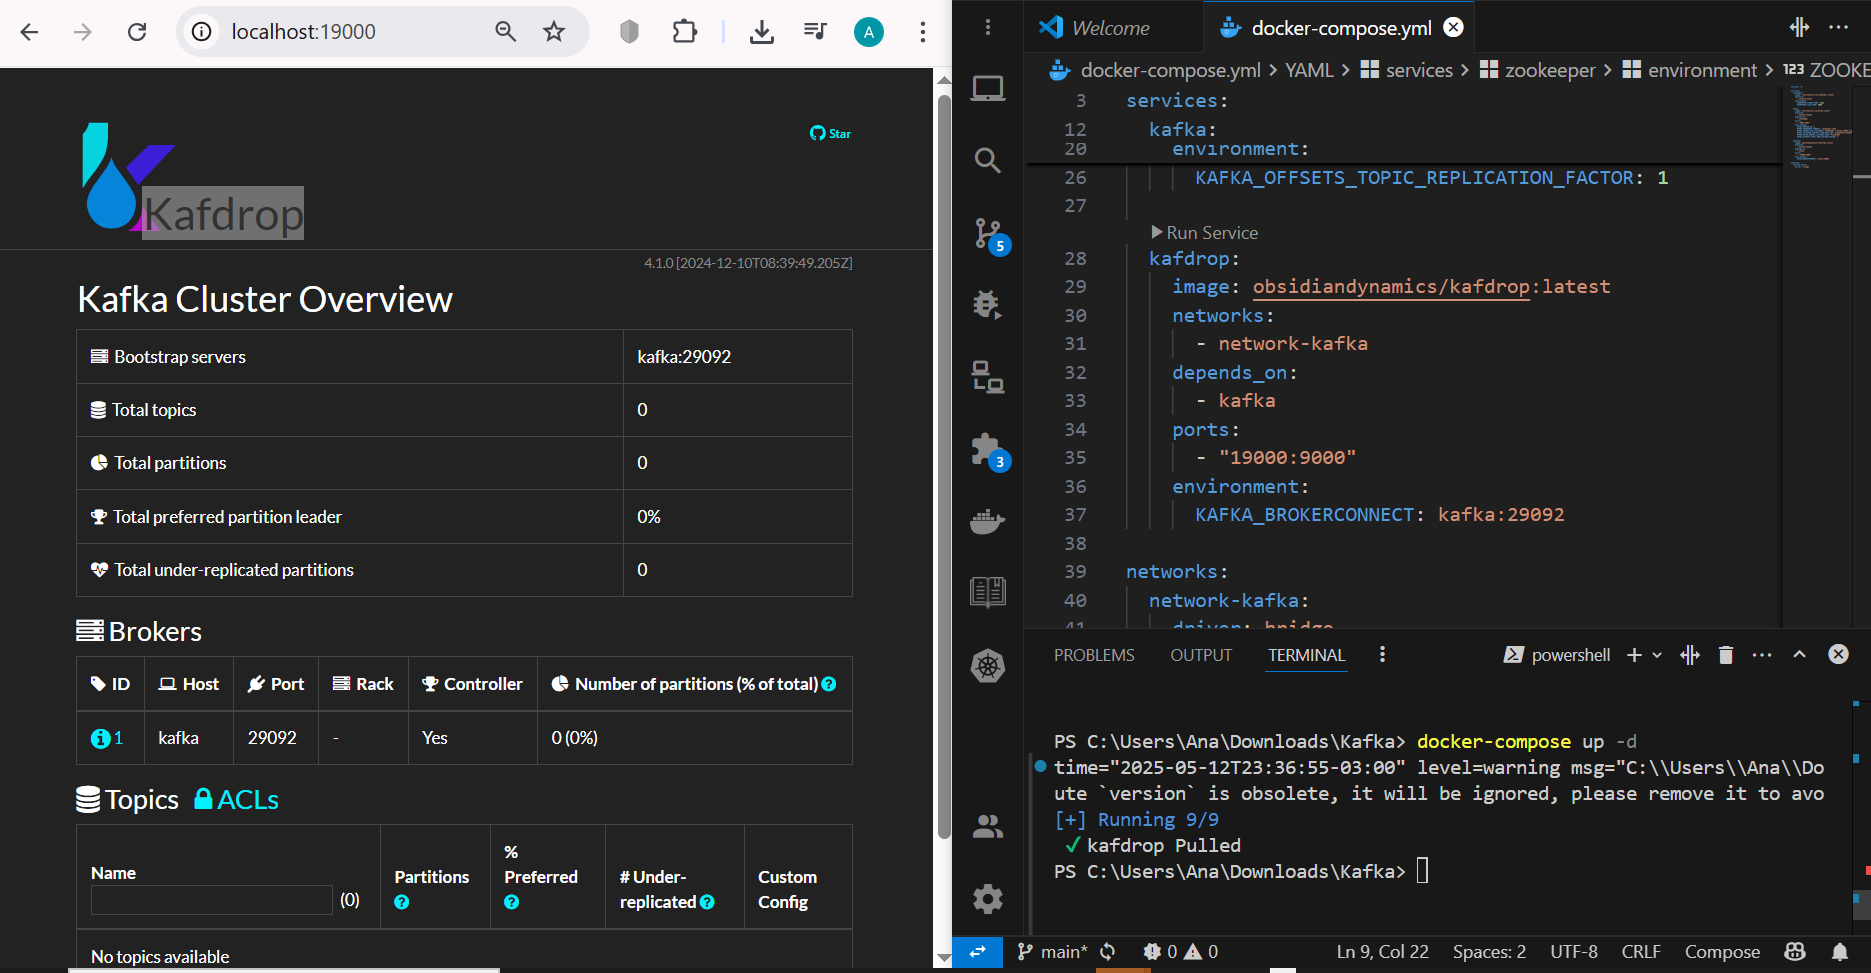 localhost:19000
A
Star
Kafdrop
4.1.0 [2024-12-10T08:39:49.205Z]
Kafka Cluster Overview
Bootstrap servers kafka:29092
Total topics 0
Total partitions 0
Total preferred partition leader 0%
Total under-replicated partitions 0
Brokers
ID Host Port Rack Controller Number of partitions (% of total)
1 kafka 29092 - Yes 0 (0%)
Topics ACLs
Name (0) Partitions % Preferred # Under-replicated Custom Config
No topics available
Welcome docker-compose.yml
docker-compose.yml > YAML > services > zookeeper > environment > 123 ZOOKE
3 services:
12 kafka:
20 environment:
26 KAFKA_OFFSETS_TOPIC_REPLICATION_FACTOR: 1
27
Run Service
28 kafdrop:
29 image: obsidiandynamics/kafdrop:latest
30 networks:
31 - network-kafka
32 depends_on:
33 - kafka
34 ports:
35 - "19000:9000"
36 environment:
37 KAFKA_BROKERCONNECT: kafka:29092
38
39 networks:
40 network-kafka:
41 driver: bridge
5
3
PROBLEMS OUTPUT TERMINAL powershell
PS C:\Users\Ana\Downloads\Kafka> docker-compose up -d
time="2025-05-12T23:36:55-03:00" level=warning msg="C:\\Users\\Ana\\Do
ute `version` is obsolete, it will be ignored, please remove it to avo
[+] Running 9/9
✓ kafdrop Pulled
PS C:\Users\Ana\Downloads\Kafka>
main* 0 0 Ln 9, Col 22 Spaces: 2 UTF-8 CRLF Compose